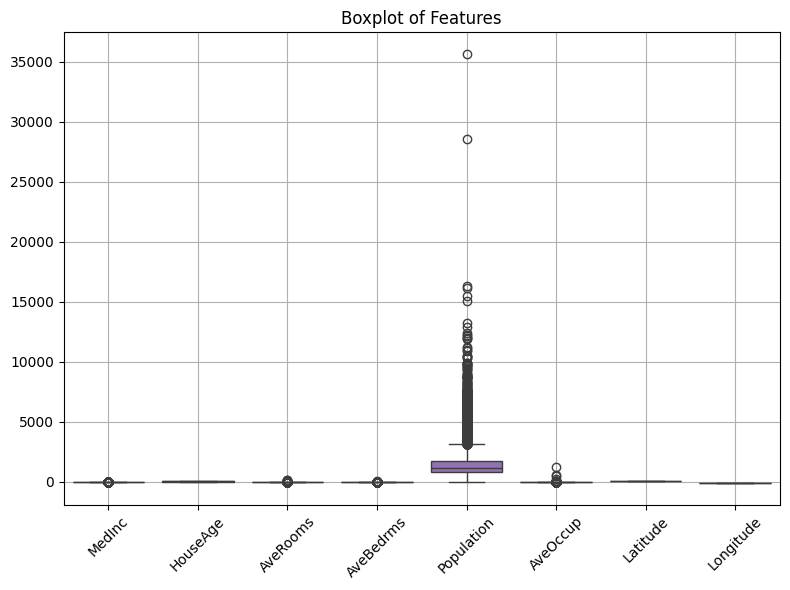 Boxplot of Features
35000
30000
25000
20000
15000
10000
5000
0
MedInc
HouseAge
AveRooms
AveBedrms
Population
AveOccup
Latitude
Longitude